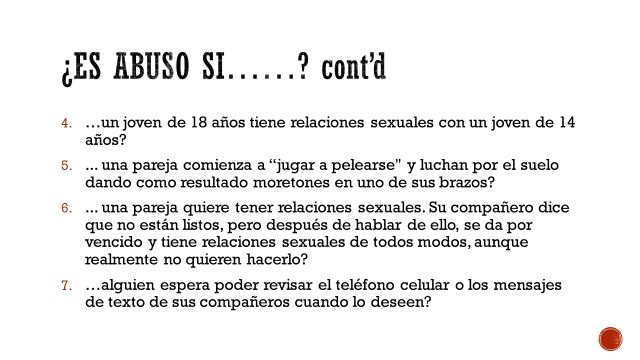 ¿ES ABUSO SI……? cont'd
4. …un joven de 18 años tiene relaciones sexuales con un joven de 14
años?
5. ... una pareja comienza a “jugar a pelearse" y luchan por el suelo
dando como resultado moretones en uno de sus brazos?
6. ... una pareja quiere tener relaciones sexuales. Su compañero dice
que no están listos, pero después de hablar de ello, se da por
vencido y tiene relaciones sexuales de todos modos, aunque
realmente no quieren hacerlo?
7. …alguien espera poder revisar el teléfono celular o los mensajes
de texto de sus compañeros cuando lo deseen?